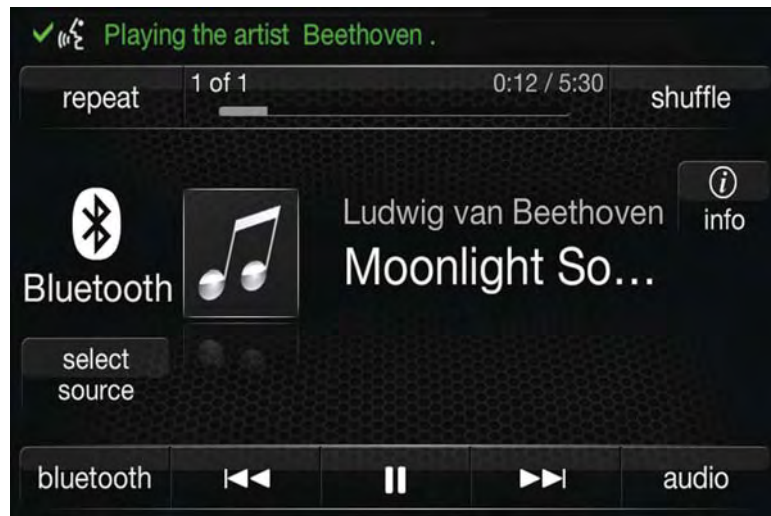 Playing the artist Beethoven .
repeat
1 of 1
0:12 / 5:30
shuffle
info
Ludwig van Beethoven
Moonlight So...
Bluetooth
select
source
bluetooth
audio